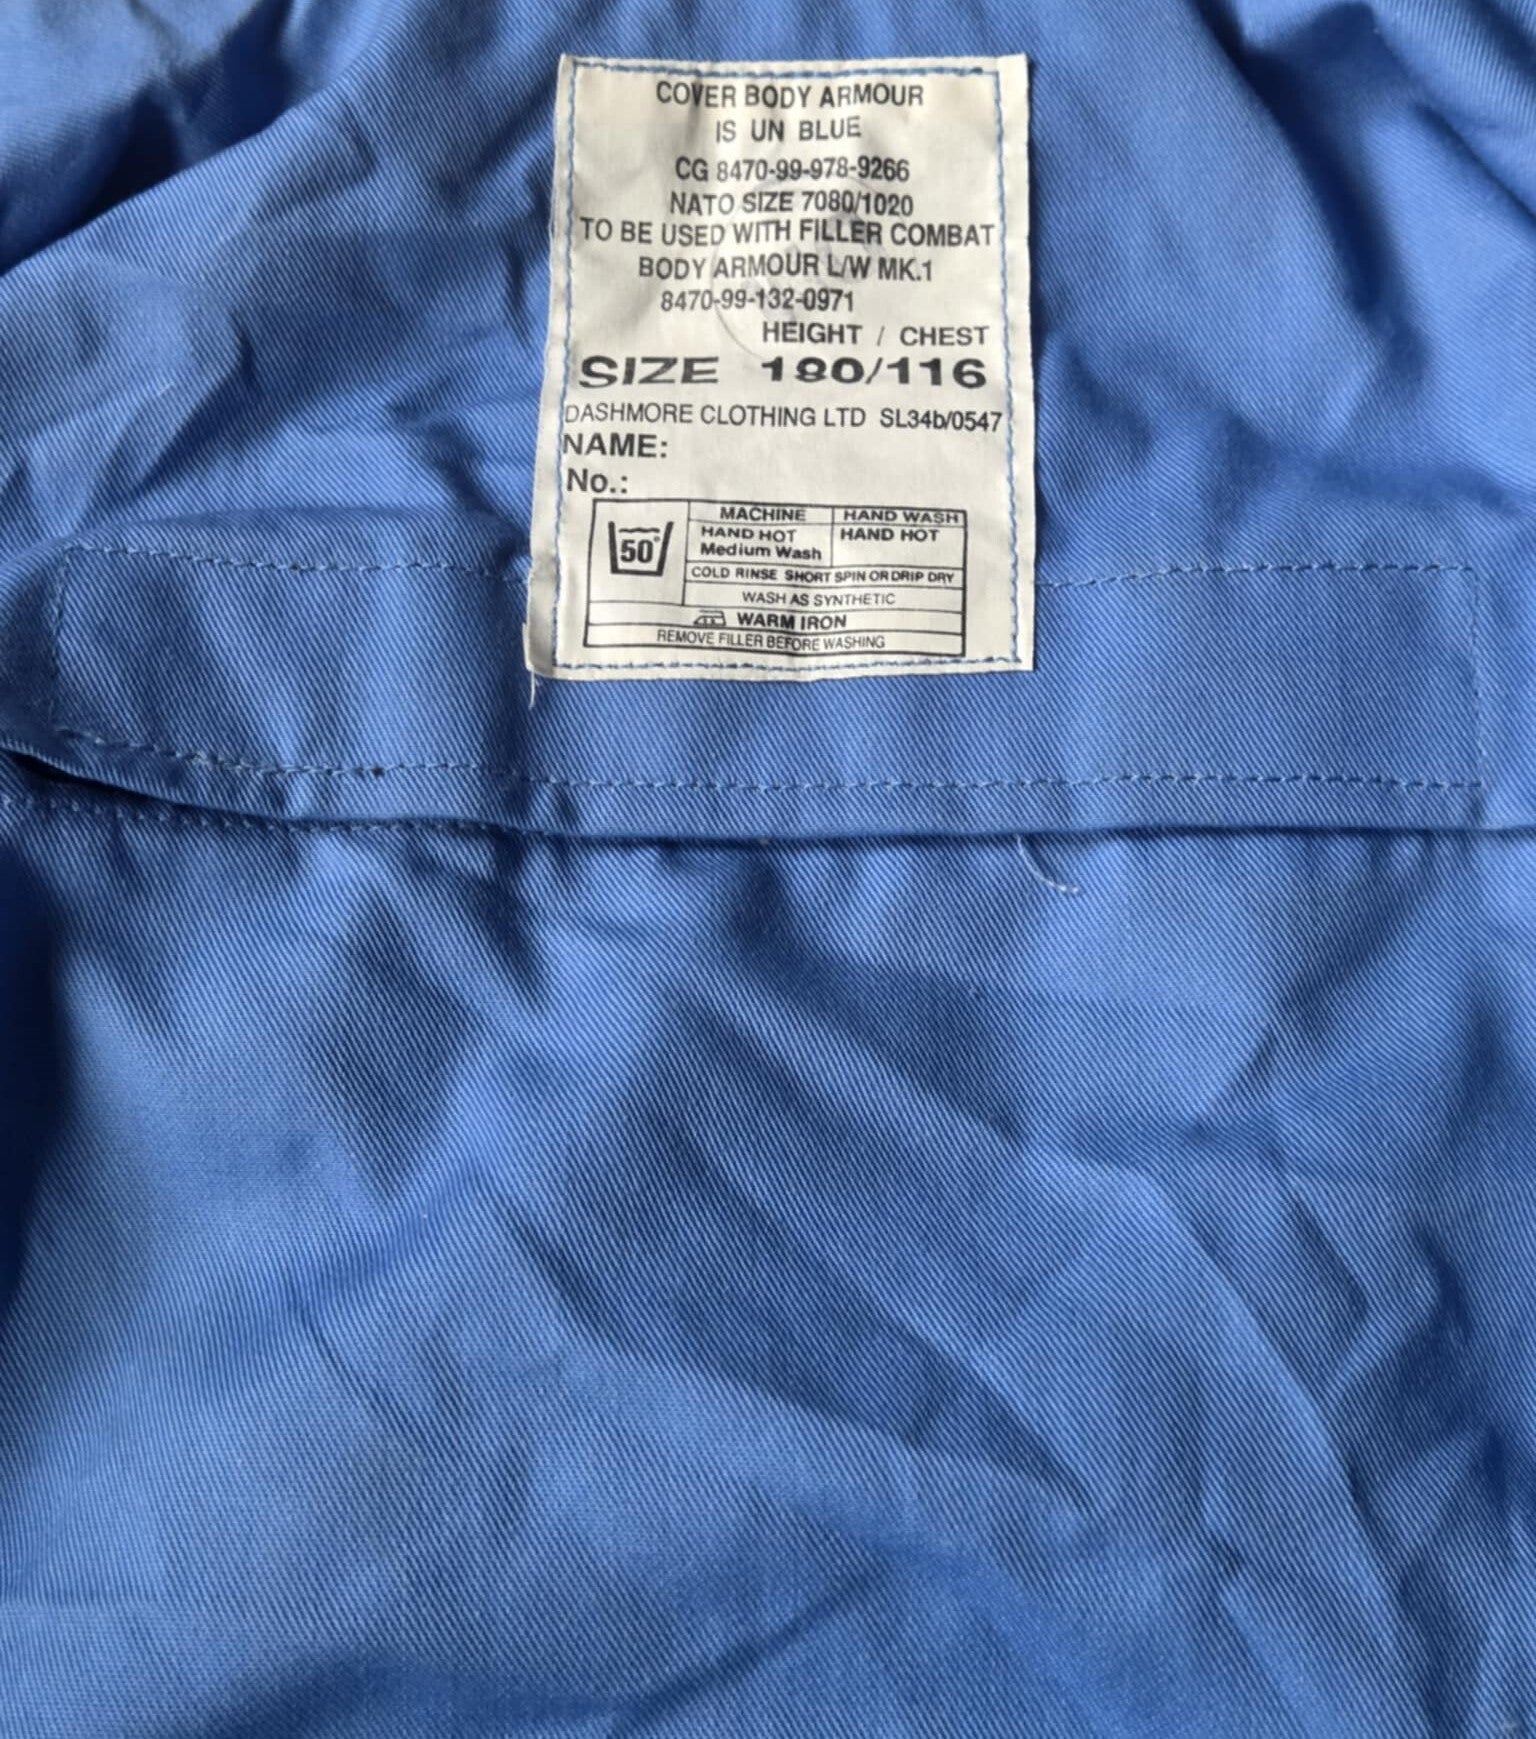 COVER BODY ARMOUR
IS UN BLUE
CG 8470-99-978-9266
NATO SIZE 7080/1020
TO BE USED WITH FILLER COMBAT
BODY ARMOUR L/W MK.1
8470-99-132-0971
HEIGHT / CHEST
SIZE 190/116
DASHMORE CLOTHING LTD SL34b/0547
NAME:
No.:
50°
MACHINE
HAND HOT
Medium Wash
HAND WASH
HAND HOT
COLD RINSE SHORT SPIN OR DRIP DRY
WASH AS SYNTHETIC
WARM IRON
REMOVE FILLER BEFORE WASHING